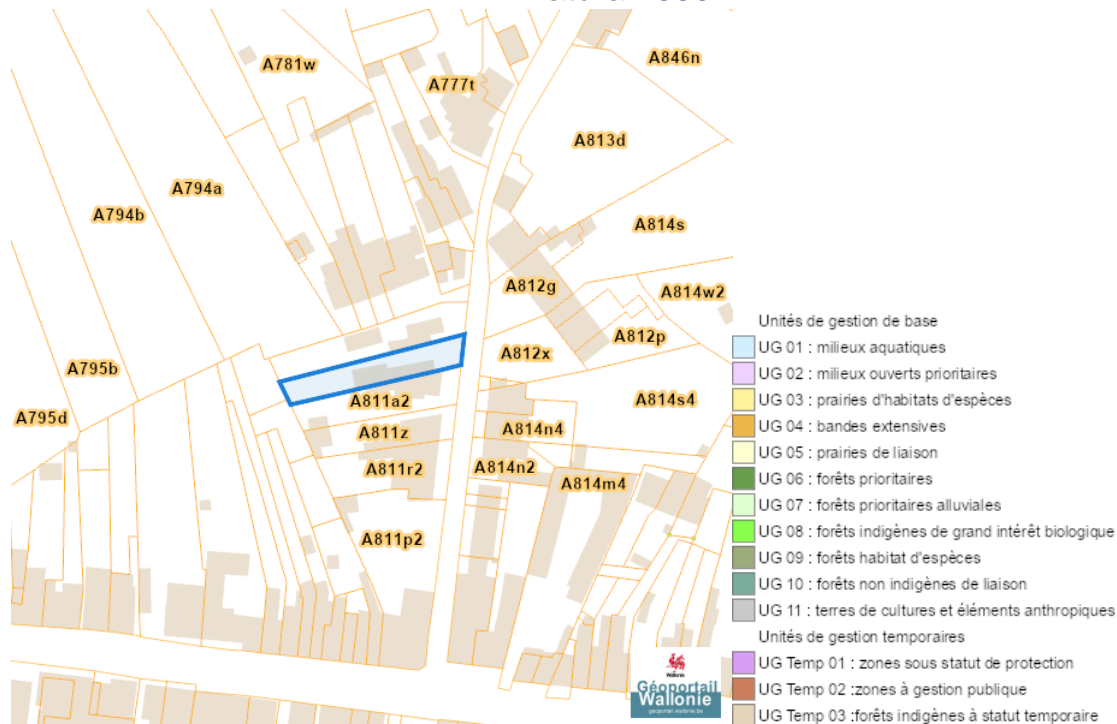 A781w
A777t
A846n
A813d
A794a
A794b
A814s
A812g
A814w2
A812p
A812x
A795b
A811a2
A814s4
A795d
A811z
A814n4
A811r2
A814n2
A814m4
A811p2
Unités de gestion de base
UG 01 : milieux aquatiques
UG 02 : milieux ouverts prioritaires
UG 03 : prairies d'habitats d'espèces
UG 04 : bandes extensives
UG 05 : prairies de liaison
UG 06 : forêts prioritaires
UG 07 : forêts prioritaires alluviales
UG 08 : forêts indigènes de grand intérêt biologique
UG 09 : forêts habitat d'espèces
UG 10 : forêts non indigènes de liaison
UG 11 : terres de cultures et éléments anthropiques
Unités de gestion temporaires
UG Temp 01 : zones sous statut de protection
UG Temp 02 :zones à gestion publique
UG Temp 03 :forêts indigènes à statut temporaire
Wallonie
Géoportail
Wallonie
geoportail.wallonie.be